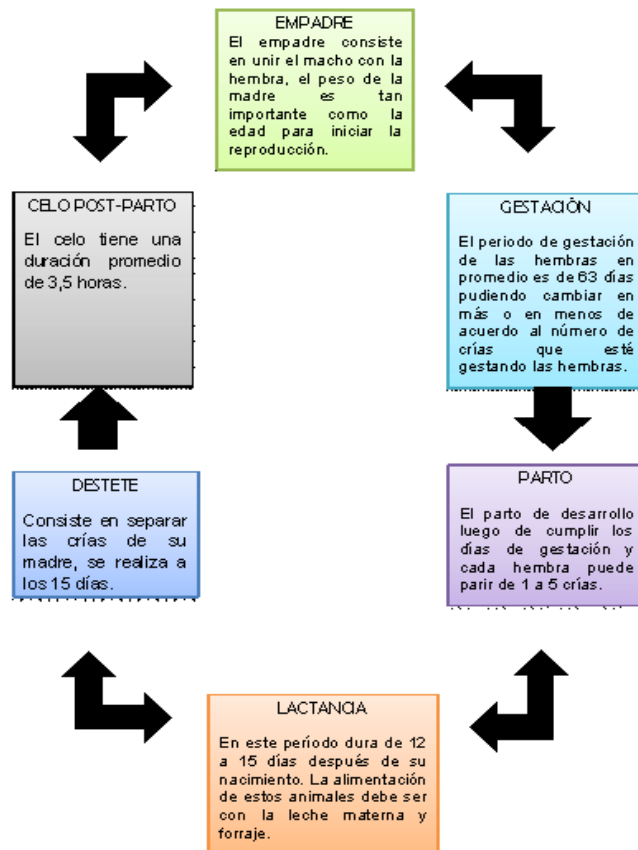 EMPADRE
El empadre consiste
en unir el macho con la
hembra, el peso de la
madre es tan
importante como la
edad para iniciar la
reproducción.
CELO POST-PARTO
El celo tiene una
duración promedio
de 3,5 horas.
GESTACIÓN
El periodo de gestación
de las hembras en
promedio es de 63 días
pudiendo cambiar en
más o en menos de
acuerdo al número de
crías que esté
gestando las hembras.
DESTETE
Consiste en separar
las crías de su
madre, se realiza a
los 15 días.
PARTO
El parto de desarrollo
luego de cumplir los
días de gestación y
cada hembra puede
parir de 1 a 5 crías.
LACTANCIA
En este período dura de 12
a 15 días después de su
nacimiento. La alimentación
de estos animales debe ser
con la leche materna y
forraje.